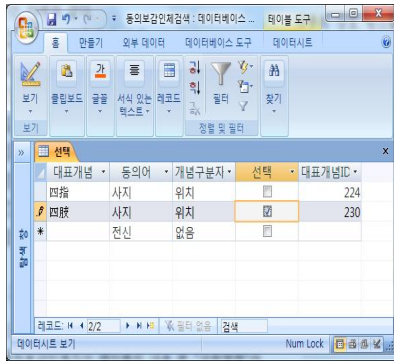 동의보감인체검색 : 데이터베이스 ... 테이블 도구
홈 만들기 외부 데이터 데이터베이스 도구 데이터시트
보기 클립보드 글꼴 서식 있는 텍스트 레코드 필터 찾기
보기 정렬 및 필터
선택
대표개념 동의어 개념구분자 선택 대표개념ID
四指 사지 위치 224
四肢 사지 위치 230
전신 없음
탐색 창
레코드: 2/2 필터 없음 검색
데이터시트 보기 Num Lock